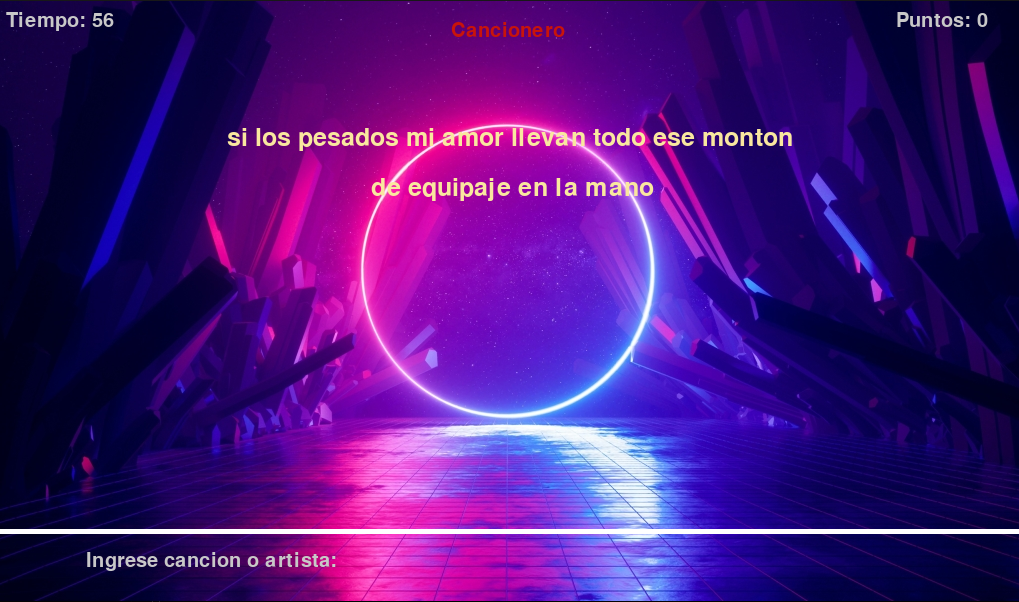 Tiempo: 56
Puntos: 0
Cancionero
si los pesados mi amor llevan todo ese monton
de equipaje en la mano
Ingrese cancion o artista: